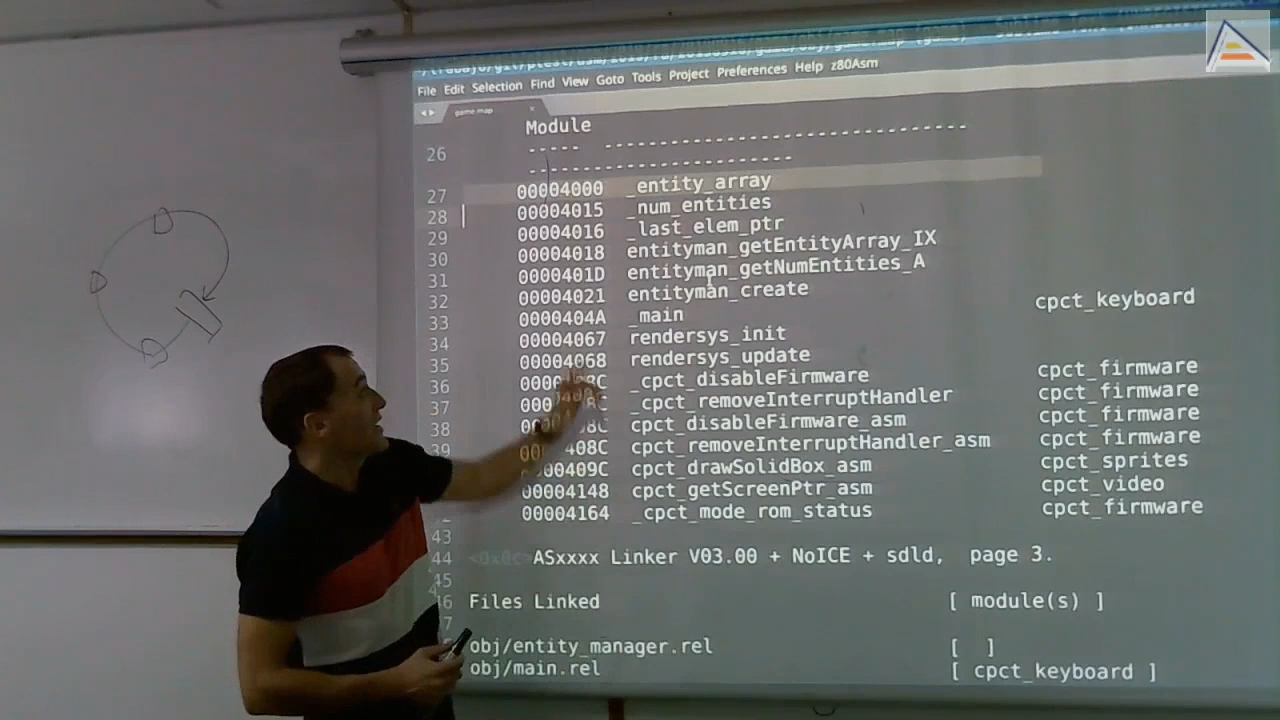 File Edit Selection Find View Goto Tools Project Preferences Help z80Asm
game map
Module
26 ----- --------------------------------
------------------------
27 00004000 _entity_array
28 00004015 _num_entities
29 00004016 _last_elem_ptr
30 00004018 entityman_getEntityArray_IX
31 0000401D entityman_getNumEntities_A
32 00004021 entityman_create
33 0000404A _main cpct_keyboard
34 00004067 rendersys_init
35 00004068 rendersys_update
36 _cpct_disableFirmware cpct_firmware
37 _cpct_removeInterruptHandler cpct_firmware
38 cpct_disableFirmware_asm cpct_firmware
39 cpct_removeInterruptHandler_asm cpct_firmware
0000409C cpct_drawSolidBox_asm cpct_sprites
00004148 cpct_getScreenPtr_asm cpct_video
00004164 _cpct_mode_rom_status cpct_firmware
43
44 <0x0c>ASxxxx Linker V03.00 + NoICE + sdld, page 3.
45
Files Linked [ module(s) ]
obj/entity_manager.rel [ ]
obj/main.rel [ cpct_keyboard ]